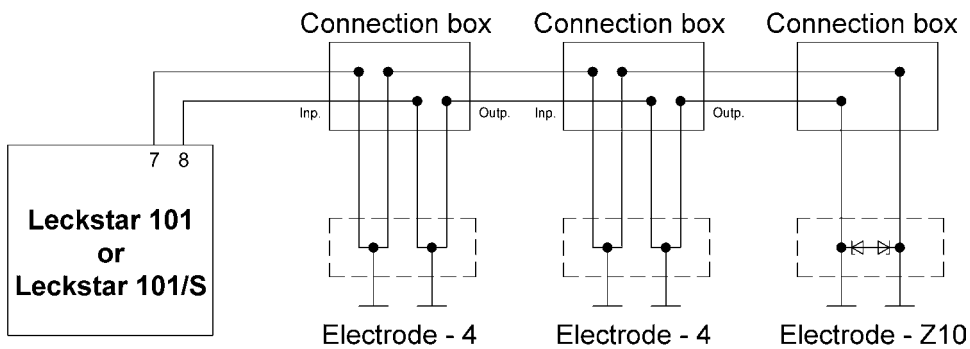 Connection box Connection box Connection box
Inp. Outp. Inp. Outp.
7 8
Leckstar 101
or
Leckstar 101/S
Electrode - 4 Electrode - 4 Electrode - Z10